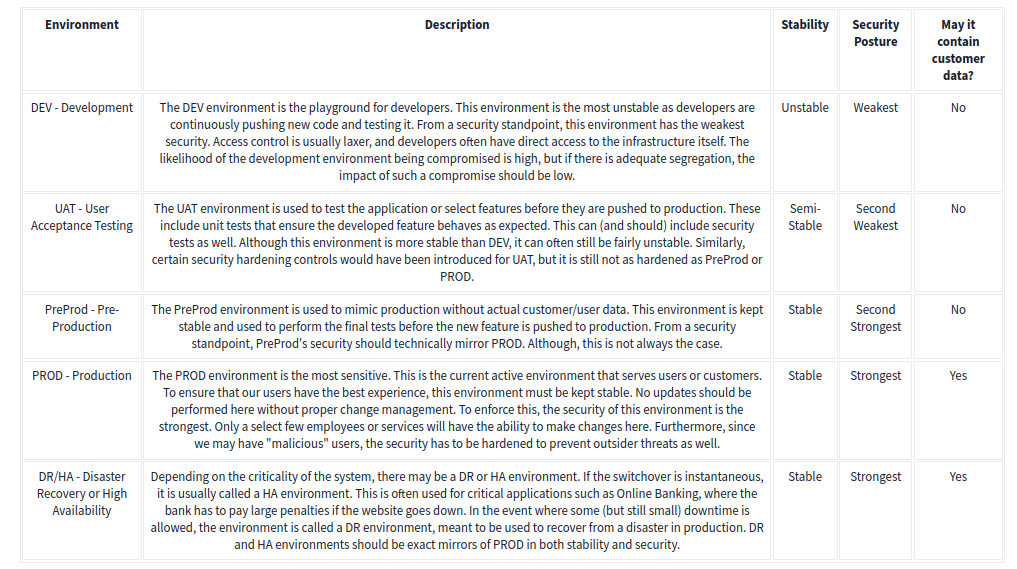 Environment Description Stability Security Posture May it contain customer data?
DEV - Development
The DEV environment is the playground for developers. This environment is the most unstable as developers are
continuously pushing new code and testing it. From a security standpoint, this environment has the weakest
security. Access control is usually laxer, and developers often have direct access to the infrastructure itself. The
likelihood of the development environment being compromised is high, but if there is adequate segregation, the
impact of such a compromise should be low.
Unstable
Weakest
No
UAT - User
Acceptance Testing
The UAT environment is used to test the application or select features before they are pushed to production. These
include unit tests that ensure the developed feature behaves as expected. This can (and should) include security
tests as well. Although this environment is more stable than DEV, it can often still be fairly unstable. Similarly,
certain security hardening controls would have been introduced for UAT, but it is still not as hardened as PreProd or
PROD.
Semi-
Stable
Second
Weakest
No
PreProd - Pre-
Production
The PreProd environment is used to mimic production without actual customer/user data. This environment is kept
stable and used to perform the final tests before the new feature is pushed to production. From a security
standpoint, PreProd's security should technically mirror PROD. Although, this is not always the case.
Stable
Second
Strongest
No
PROD - Production
The PROD environment is the most sensitive. This is the current active environment that serves users or customers.
To ensure that our users have the best experience, this environment must be kept stable. No updates should be
performed here without proper change management. To enforce this, the security of this environment is the
strongest. Only a select few employees or services will have the ability to make changes here. Furthermore, since
we may have "malicious" users, the security has to be hardened to prevent outsider threats as well.
Stable
Strongest
Yes
DR/HA - Disaster
Recovery or High
Availability
Depending on the criticality of the system, there may be a DR or HA environment. If the switchover is instantaneous,
it is usually called a HA environment. This is often used for critical applications such as Online Banking, where the
bank has to pay large penalties if the website goes down. In the event where some (but still small) downtime is
allowed, the environment is called a DR environment, meant to be used to recover from a disaster in production. DR
and HA environments should be exact mirrors of PROD in both stability and security.
Stable
Strongest
Yes